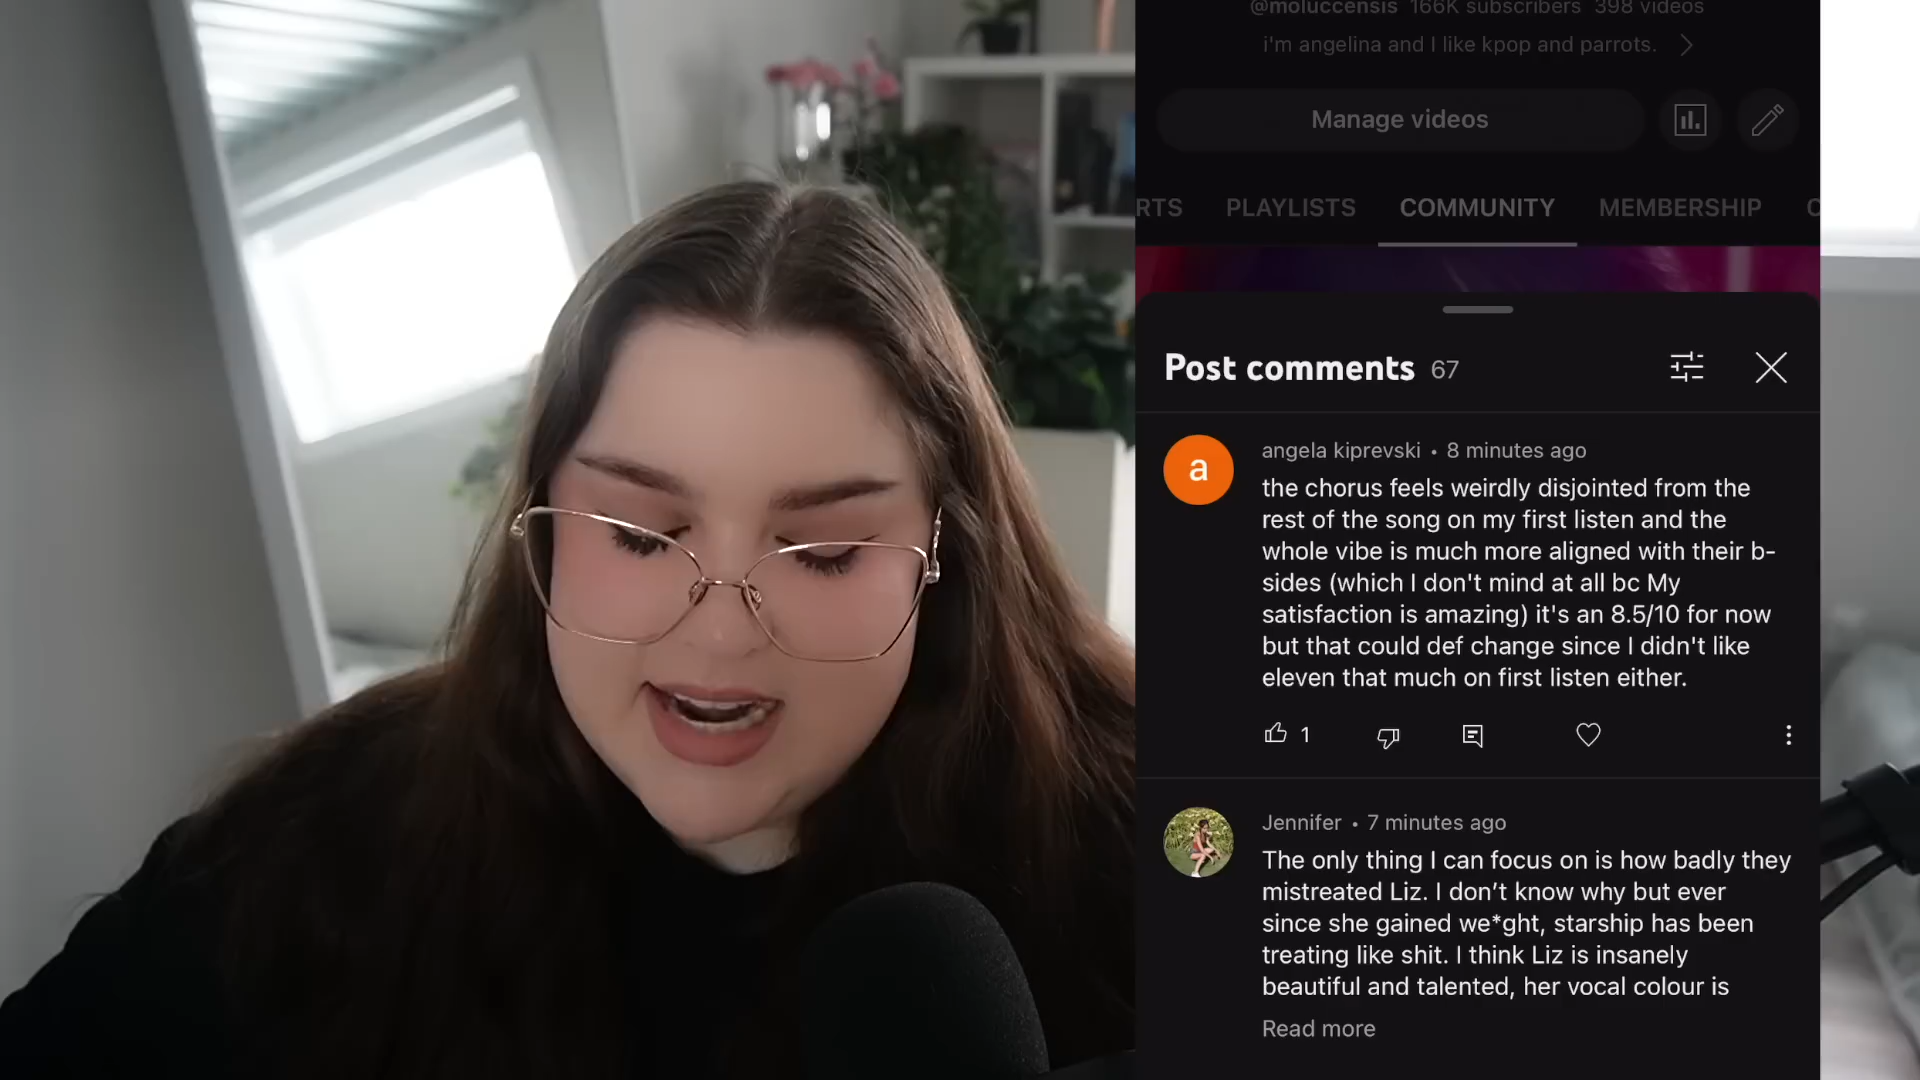 @moluccensis 166K subscribers 398 videos
i'm angelina and I like kpop and parrots.
Manage videos
RTS PLAYLISTS COMMUNITY MEMBERSHIP C
Post comments 67
a
angela kiprevski • 8 minutes ago
the chorus feels weirdly disjointed from the
rest of the song on my first listen and the
whole vibe is much more aligned with their b-
sides (which I don't mind at all bc My
satisfaction is amazing) it's an 8.5/10 for now
but that could def change since I didn't like
eleven that much on first listen either.
1
Jennifer • 7 minutes ago
The only thing I can focus on is how badly they
mistreated Liz. I don’t know why but ever
since she gained we*ght, starship has been
treating like shit. I think Liz is insanely
beautiful and talented, her vocal colour is
Read more